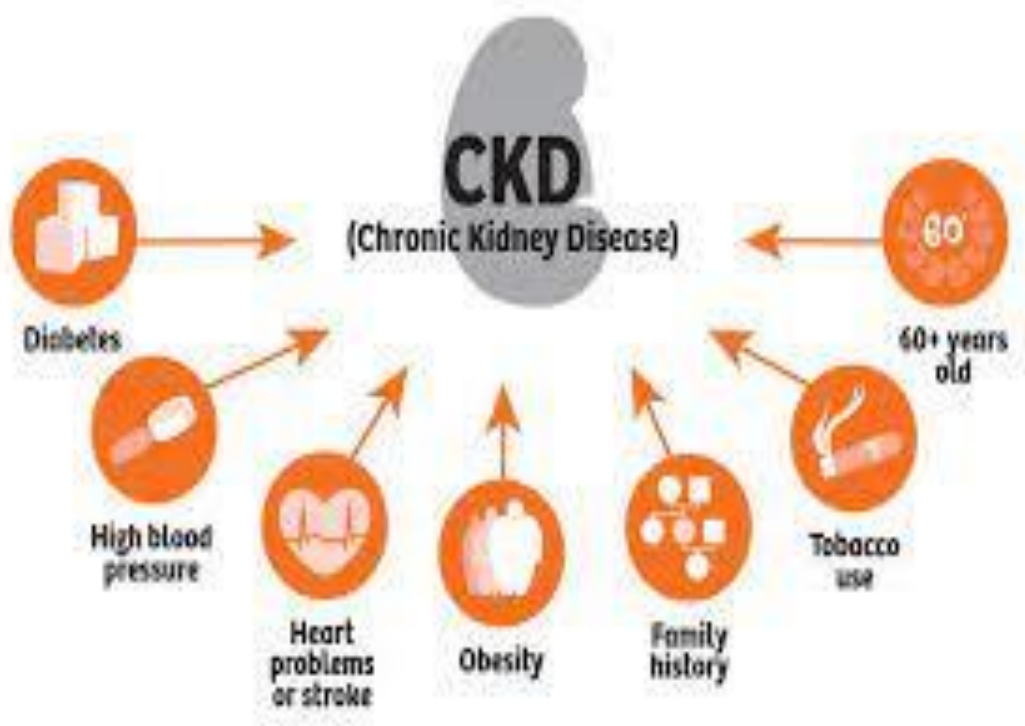 CKD
(Chronic Kidney Disease)
Diabetes
High blood
pressure
Heart
problems
or stroke
Obesity
Family
history
Tobacco
use
60
60+ years
old